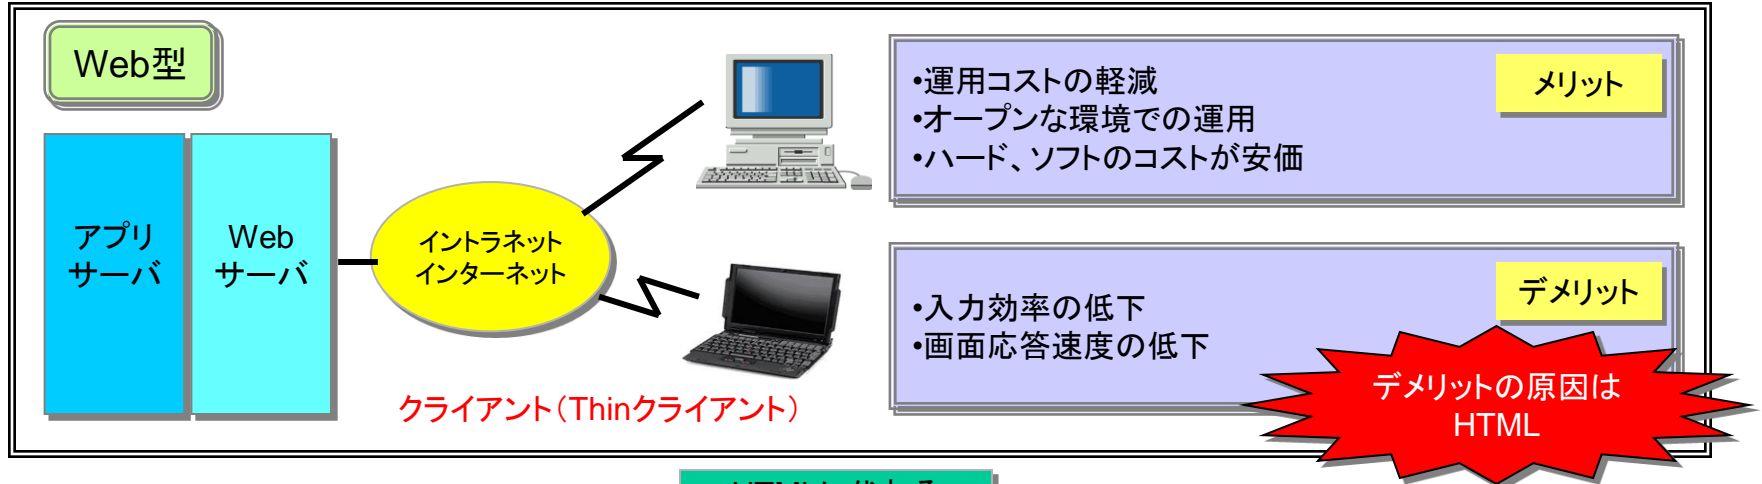 Web型
アプリ
サーバ
Web
サーバ
イントラネット
インターネット
クライアント（Thinクライアント）
•運用コストの軽減
•オープンな環境での運用
•ハード、ソフトのコストが安価
メリット
•入力効率の低下
•画面応答速度の低下
デメリット
デメリットの原因は
HTML